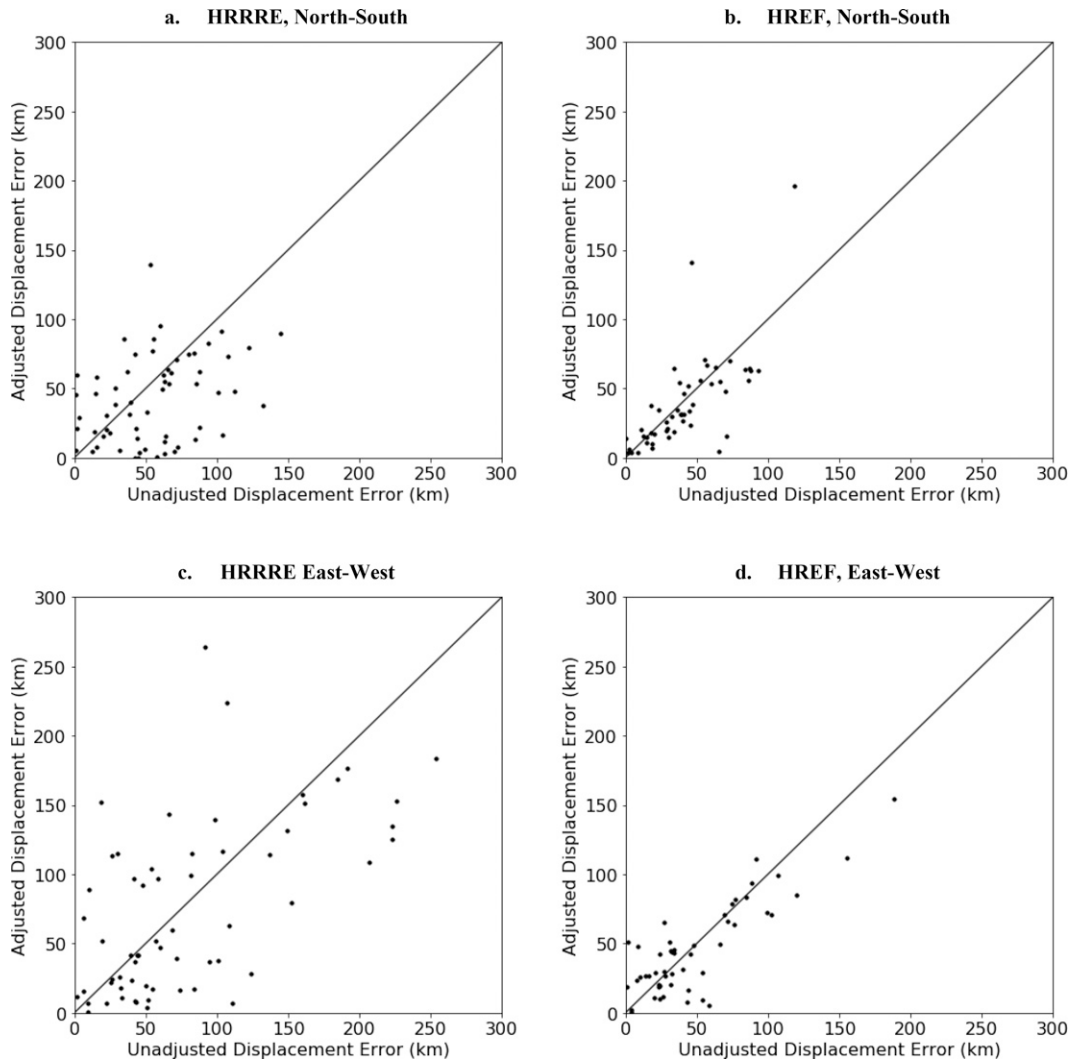 a. HRRRE, North-South
300
250
200
150
100
50
0
0 50 100 150 200 250 300
Adjusted Displacement Error (km)
Unadjusted Displacement Error (km)
b. HREF, North-South
300
250
200
150
100
50
0
0 50 100 150 200 250 300
Adjusted Displacement Error (km)
Unadjusted Displacement Error (km)
c. HRRRE East-West
300
250
200
150
100
50
0
0 50 100 150 200 250 300
Adjusted Displacement Error (km)
Unadjusted Displacement Error (km)
d. HREF, East-West
300
250
200
150
100
50
0
0 50 100 150 200 250 300
Adjusted Displacement Error (km)
Unadjusted Displacement Error (km)